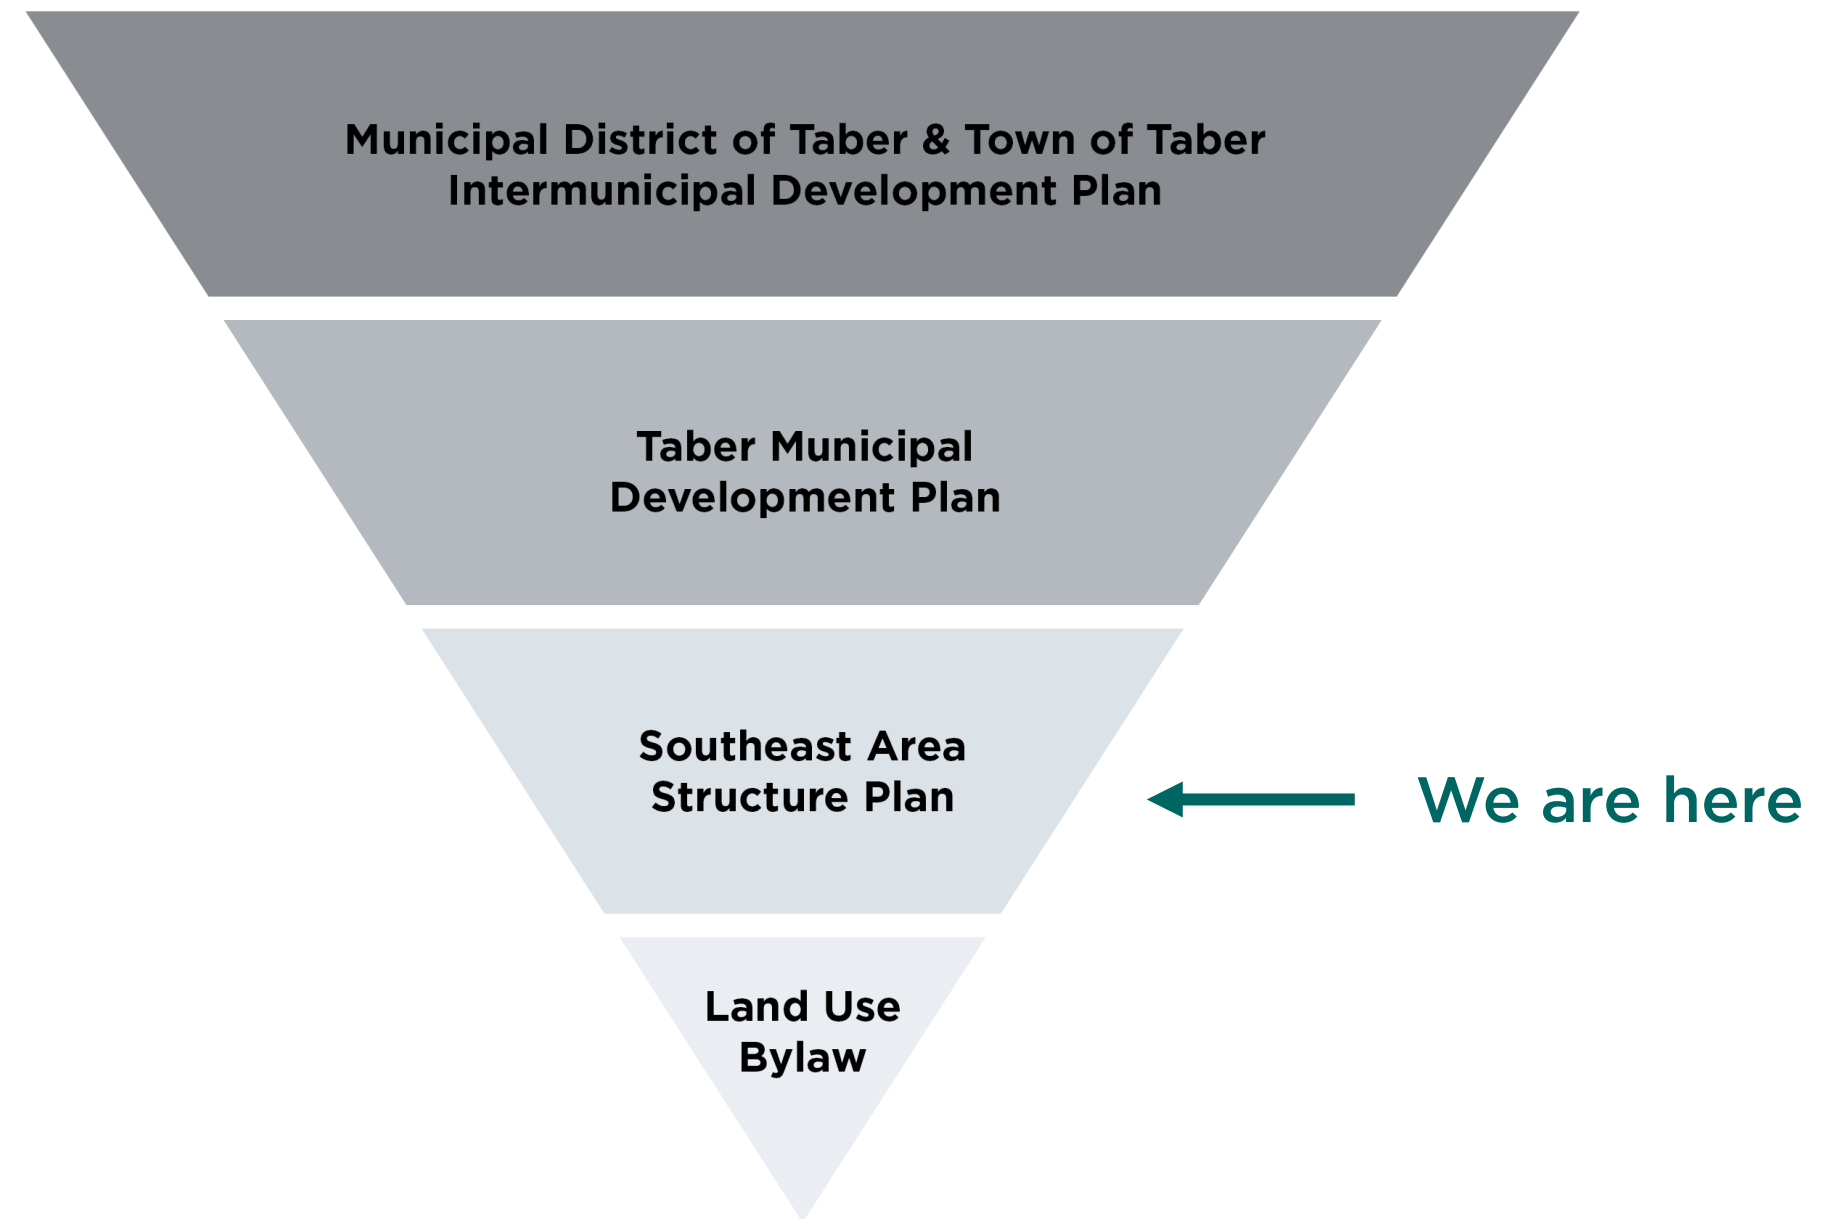 Municipal District of Taber & Town of Taber
Intermunicipal Development Plan
Taber Municipal
Development Plan
Southeast Area
Structure Plan
We are here
Land Use
Bylaw